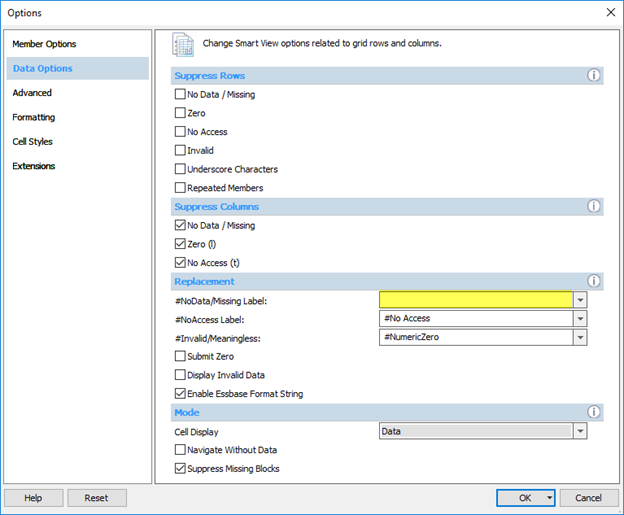 Options
Member Options
Data Options
Advanced
Formatting
Cell Styles
Extensions
Change Smart View options related to grid rows and columns.
Suppress Rows
No Data / Missing
Zero
No Access
Invalid
Underscore Characters
Repeated Members
Suppress Columns
No Data / Missing
Zero (l)
No Access (t)
Replacement
#NoData/Missing Label:
#NoAccess Label: #No Access
#Invalid/Meaningless: #NumericZero
Submit Zero
Display Invalid Data
Enable Essbase Format String
Mode
Cell Display Data
Navigate Without Data
Suppress Missing Blocks
Help Reset OK Cancel